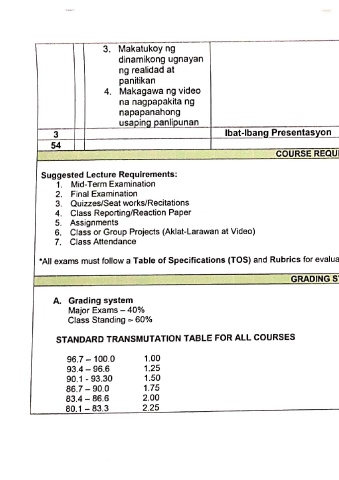 3. Makatukoy ng
dinamikong ugnayan
ng realidad at
panitikan
4. Makagawa ng video
na nagpapakita ng
napapanahong
usaping panlipunan
3 Ibat-Ibang Presentasyon
54
COURSE REQUI
Suggested Lecture Requirements:
1. Mid-Term Examination
2. Final Examination
3. Quizzes/Seat works/Recitations
4. Class Reporting/Reaction Paper
5. Assignments
6. Class or Group Projects (Aklat-Larawan at Video)
7. Class Attendance
*All exams must follow a Table of Specifications (TOS) and Rubrics for evalua
GRADING S
A. Grading system
Major Exams – 40%
Class Standing – 60%
STANDARD TRANSMUTATION TABLE FOR ALL COURSES
96.7 – 100.0 1.00
93.4 – 96.6 1.25
90.1 - 93.30 1.50
86.7 – 90.0 1.75
83.4 – 86.6 2.00
80.1 – 83.3 2.25